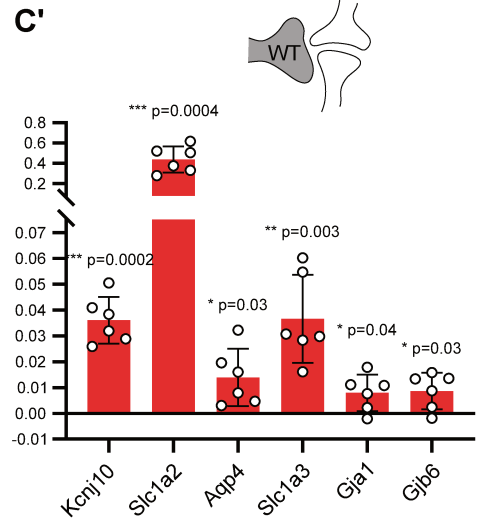 C'
WT
*** p=0.0004
0.8
0.6
0.4
0.2
0.07
0.06
0.05
0.04
0.03
0.02
0.01
0.00
-0.01
*** p=0.0002
* p=0.03
** p=0.003
* p=0.04
* p=0.03
Kcnj10
Slc1a2
Aqp4
Slc1a3
Gja1
Gjb6